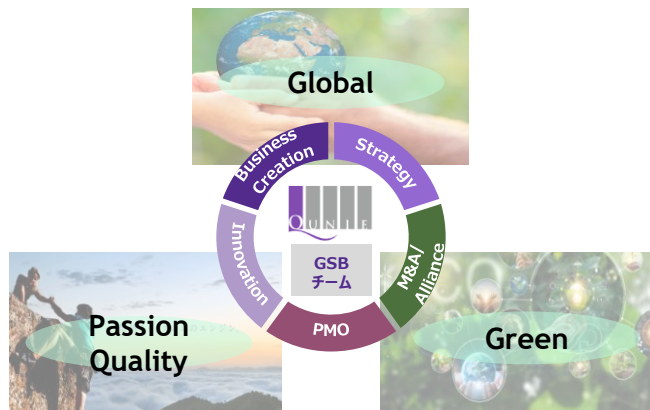 Global
Business
Creation
Strategy
Innovation
QUNIE
GSB
チーム
M&A/
Alliance
PMO
Passion
Quality
Green